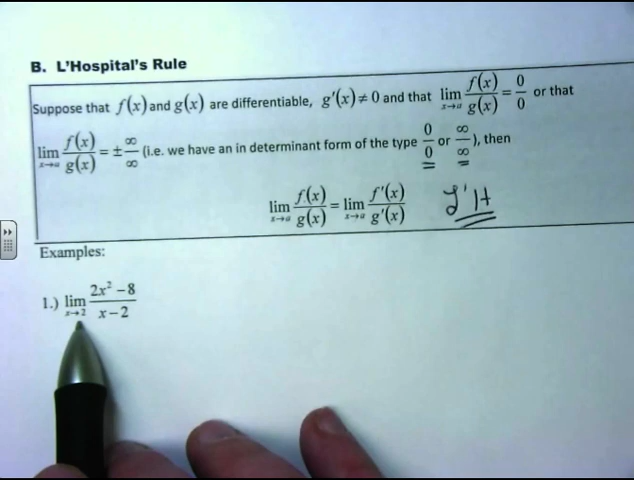 B. L'Hospital's Rule
Suppose that f(x) and g(x) are differentiable, g'(x) ≠ 0 and that lim x→a f(x)/g(x) = 0/0 or that
lim x→a f(x)/g(x) = ± ∞/∞ (i.e. we have an in determinant form of the type 0/0 or ∞/∞), then
lim x→a f(x)/g(x) = lim x→a f'(x)/g'(x) L'H
Examples:
1.) lim x→2 2x² − 8 / x − 2